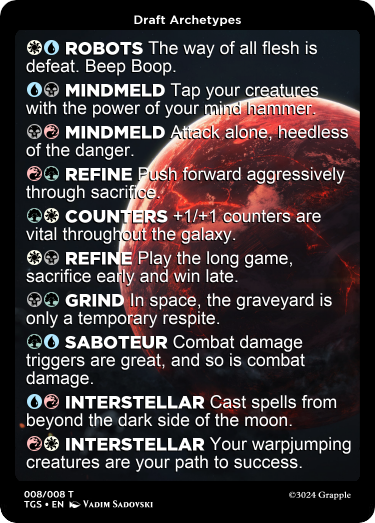 Draft Archetypes
ROBOTS The way of all flesh is
defeat. Beep Boop.
MINDMELD Tap your creatures
with the power of your mind hammer.
MINDMELD Attack alone, heedless
of the danger.
REFINE Push forward aggressively
through sacrifice.
COUNTERS +1/+1 counters are
vital throughout the galaxy.
REFINE Play the long game,
sacrifice early and win late.
GRIND In space, the graveyard is
only a temporary respite.
SABOTEUR Combat damage
triggers are great, and so is combat
damage.
INTERSTELLAR Cast spells from
beyond the dark side of the moon.
INTERSTELLAR Your warpjumping
creatures are your path to success.
008/008 T
TGS • EN VADIM SADOVSKI
©3024 Grapple